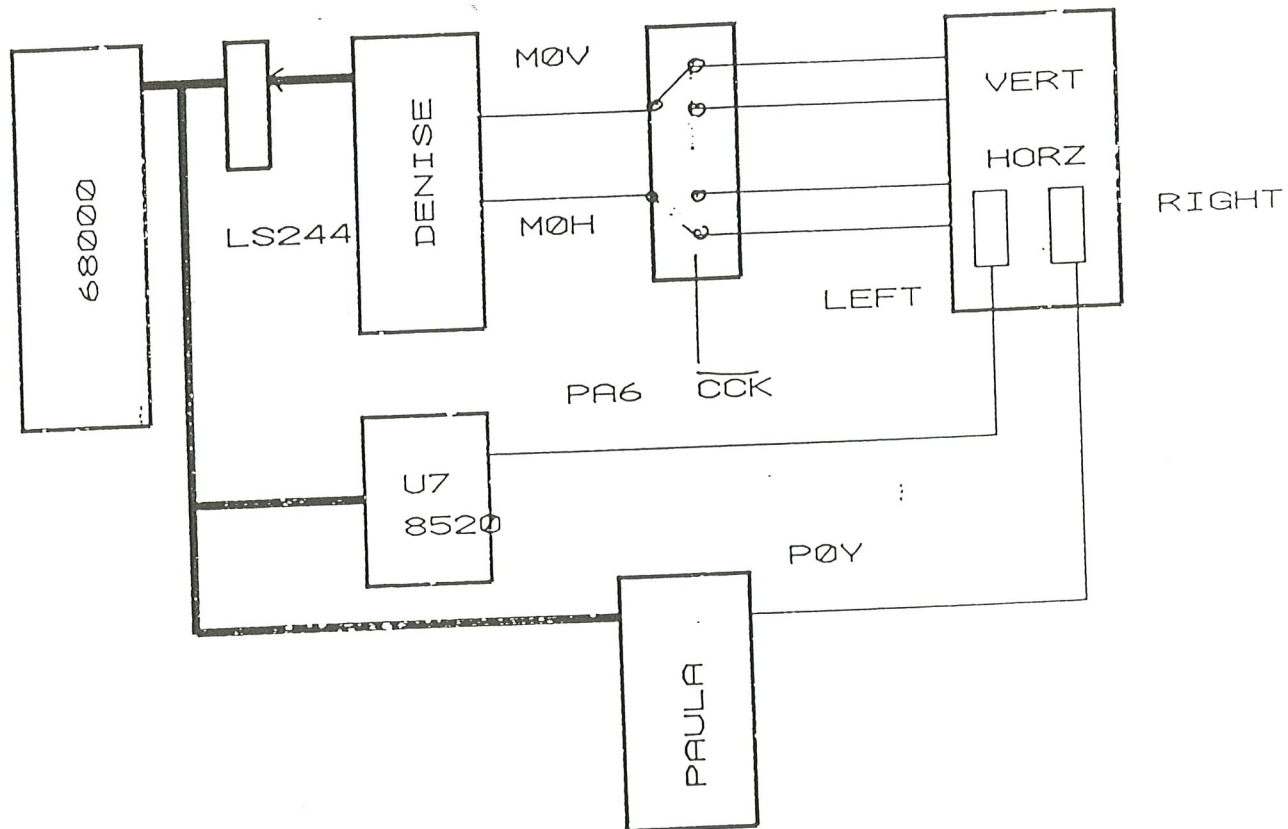 68000
LS244
DENISE
MØV
MØH
VERT
HORZ
RIGHT
LEFT
PA6
CCK
U7
8520
PØY
PAULA